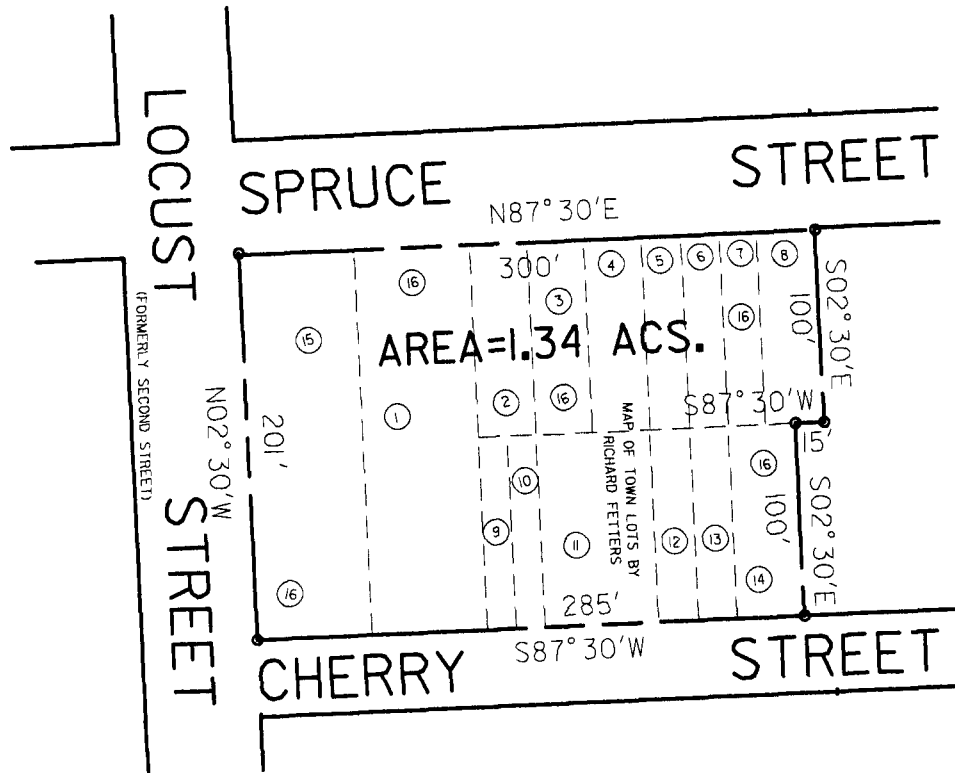 LOCUST STREET
(FORMERLY SECOND STREET)
SPRUCE STREET
N87°30'E
300'
4
5
6
7
8
16
3
S02°30'E
100'
15
16
AREA=1.34 ACS.
1
2
16
S87°30'W
15'
N02°30'W
201'
MAP OF TOWN LOTS BY
RICHARD FETTERS
10
16
9
11
12
13
100'
S02°30'E
16
14
285'
S87°30'W
CHERRY STREET